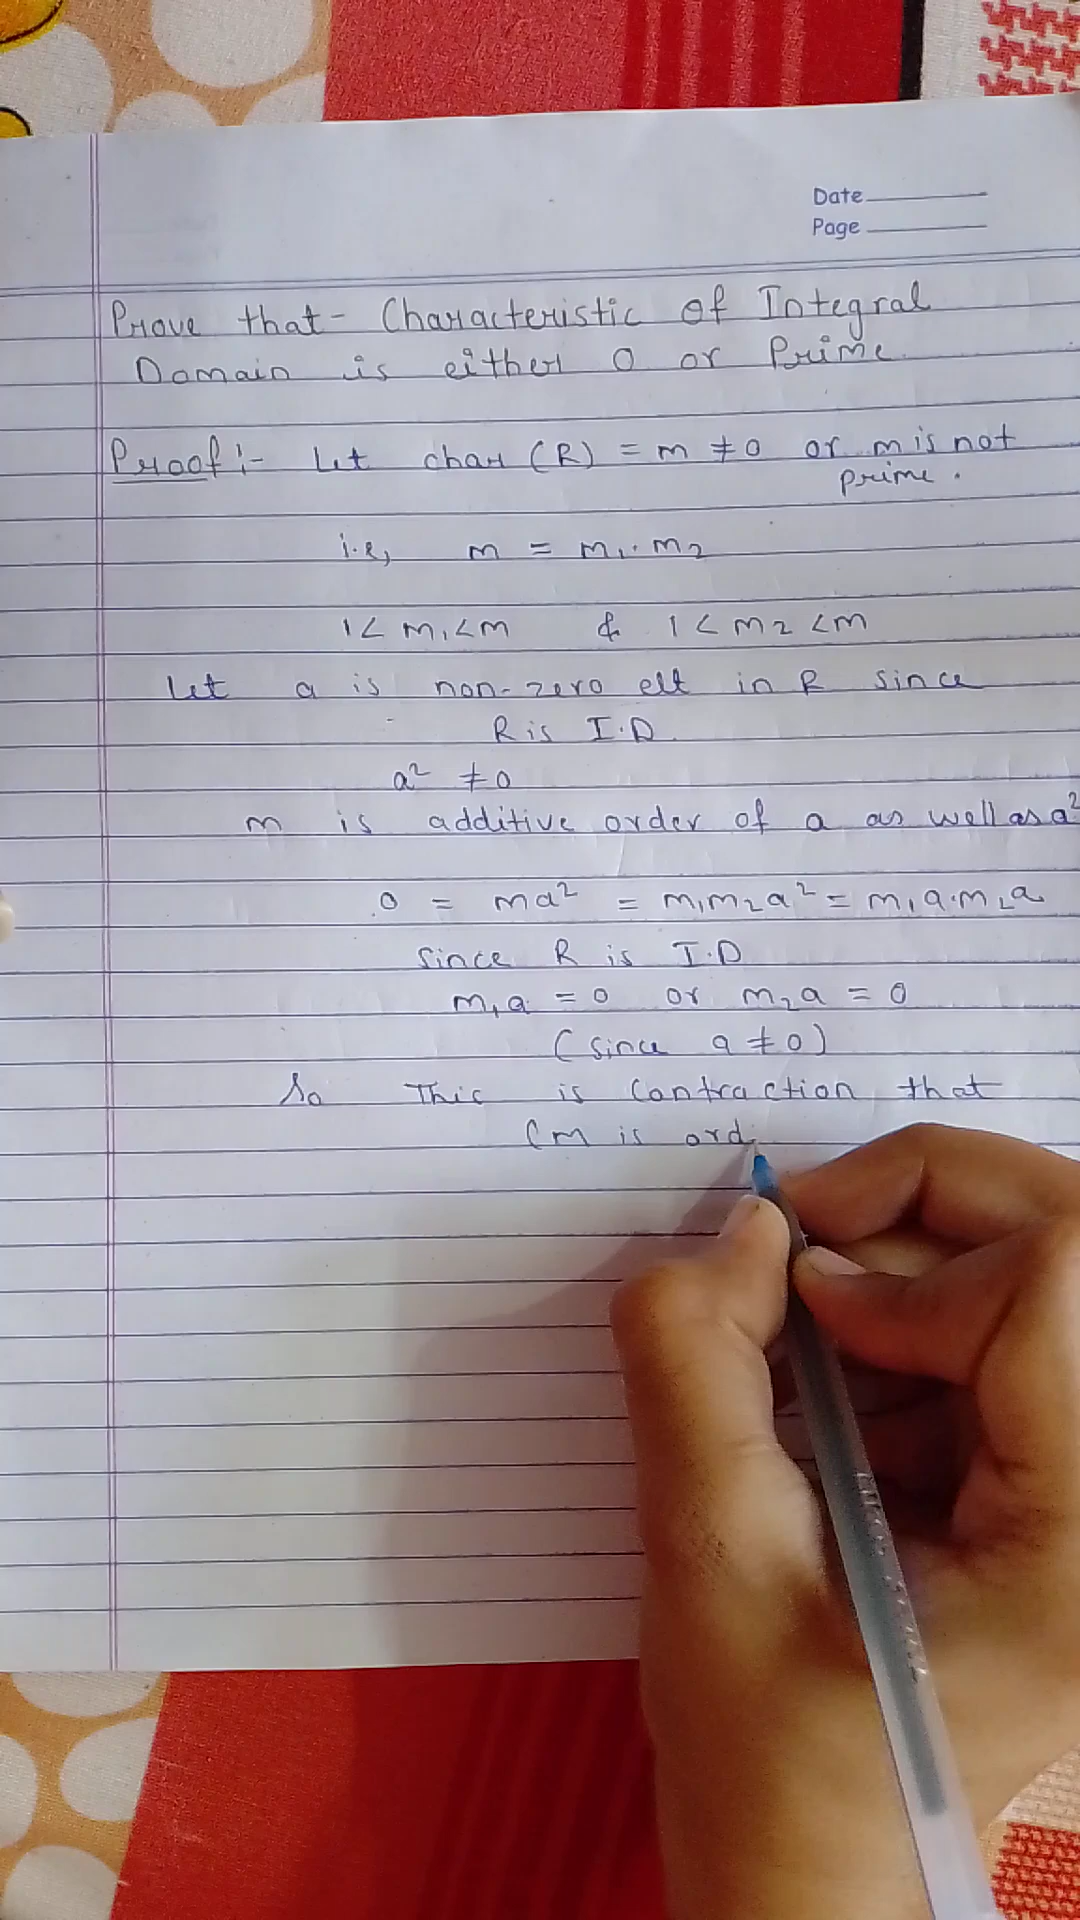 Date
Page
Prove that - Characteristic of Integral
Domain is either 0 or Prime
Proof :- Let char (R) = m ≠ 0 or m is not
prime.
i.e, m = m₁.m₂
1 < m₁ < m & 1 < m₂ < m
Let a is non-zero elt in R since
R is I.D
a² ≠ 0
m is additive order of a as well as a²
0 = ma² = m₁m₂a² = m₁a.m₂a
since R is I.D
m₁a = 0 or m₂a = 0
(since a ≠ 0)
So This is contraction that
(m is ord